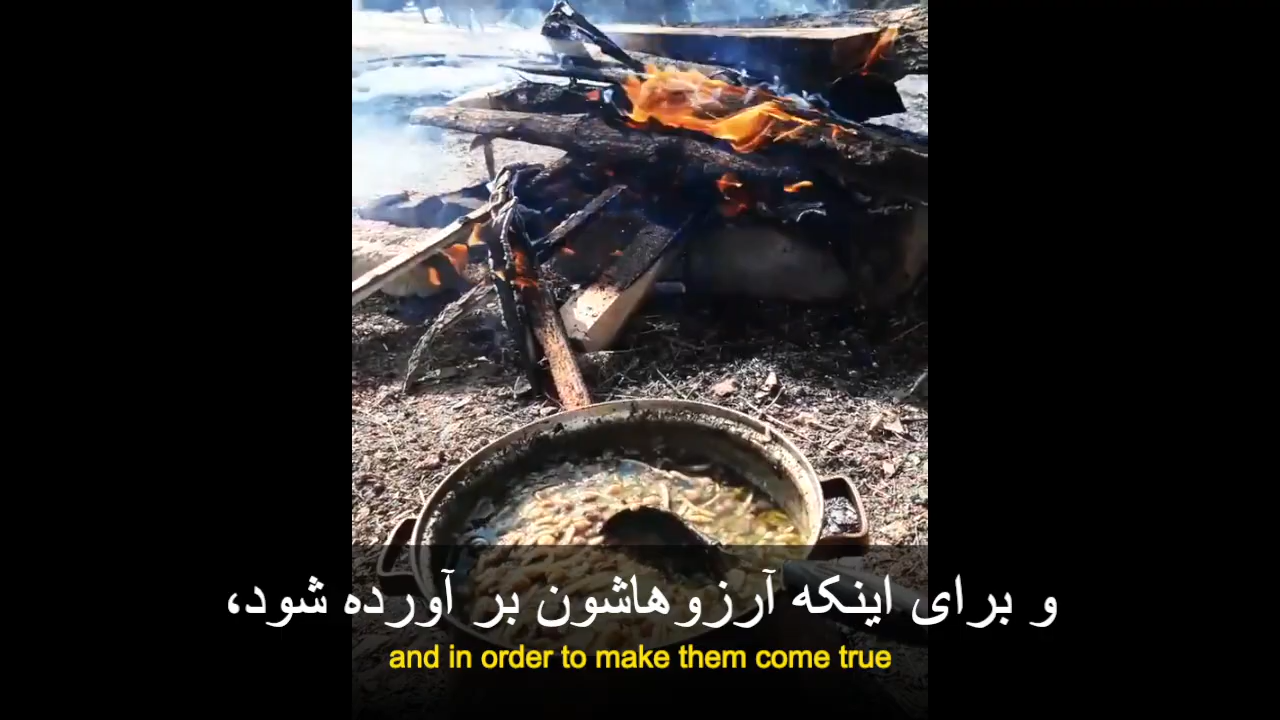 و برای اینکه آرزوهاشون بر آورده شود،
and in order to make them come true